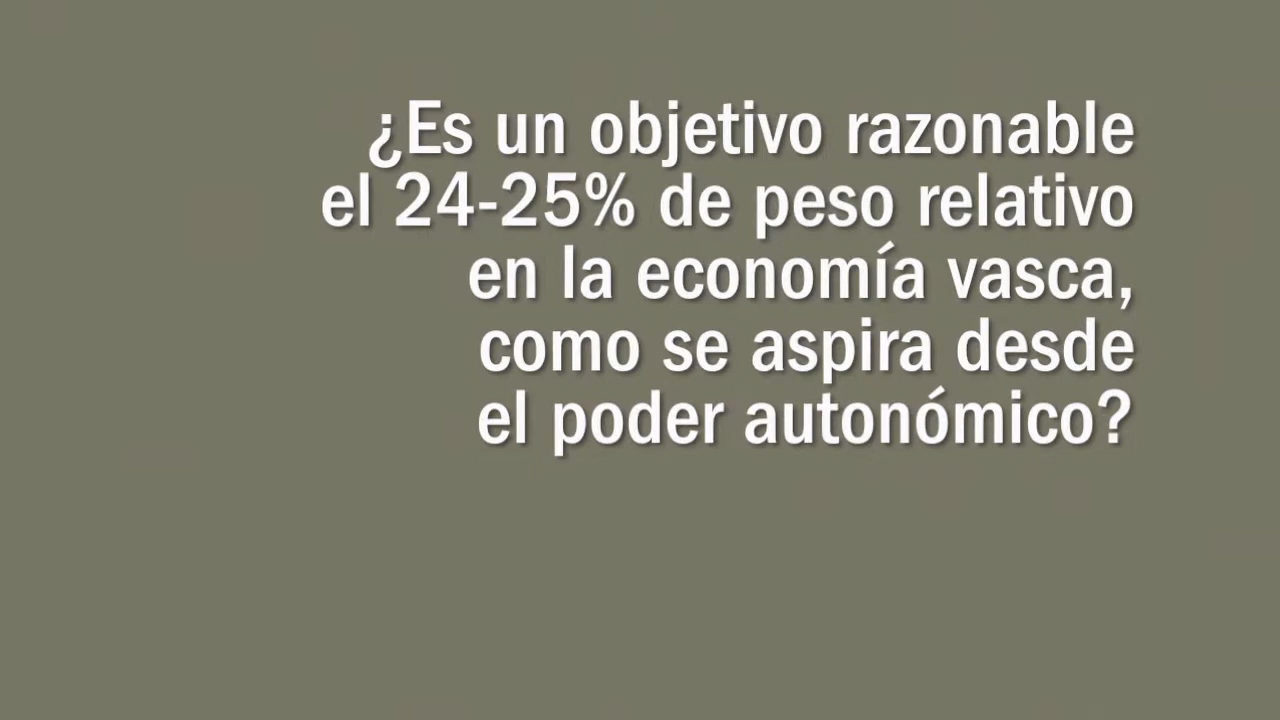 ¿Es un objetivo razonable
el 24-25% de peso relativo
en la economía vasca,
como se aspira desde
el poder autonómico?